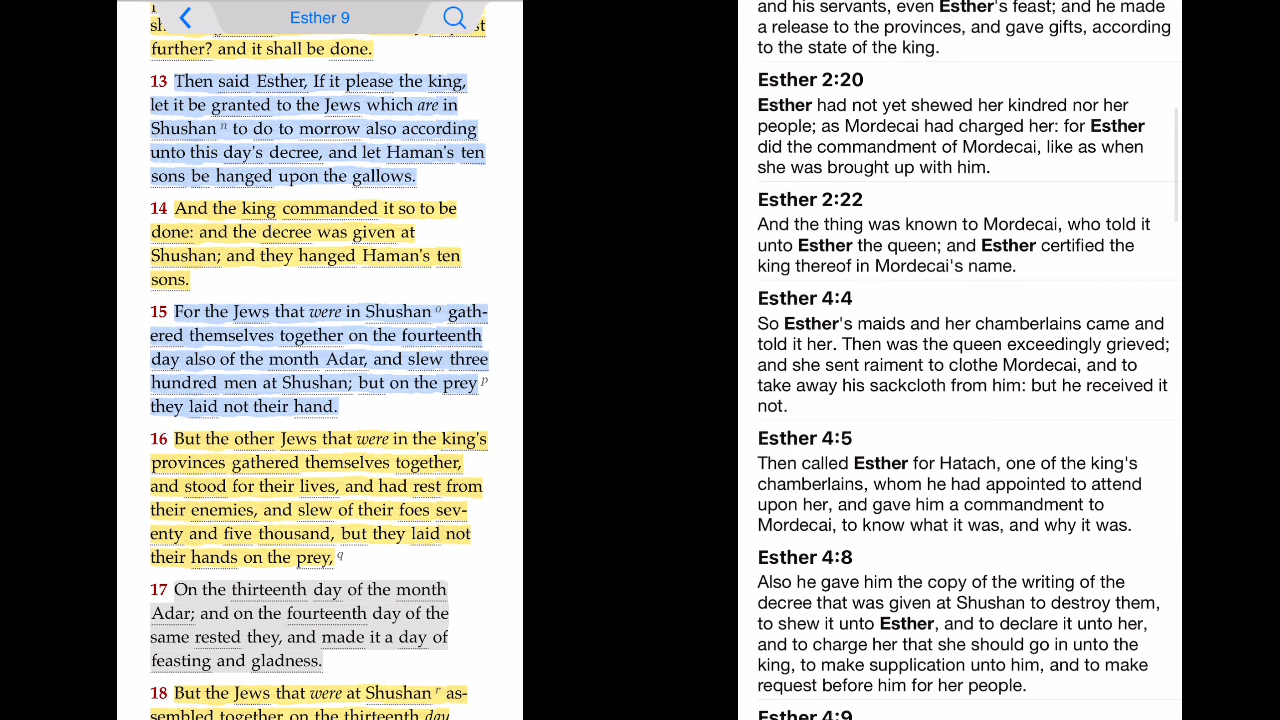 Esther 9
further? and it shall be done.
13 Then said Esther, If it please the king,
let it be granted to the Jews which are in
Shushan n to do to morrow also according
unto this day's decree, and let Haman's ten
sons be hanged upon the gallows.
14 And the king commanded it so to be
done: and the decree was given at
Shushan; and they hanged Haman's ten
sons.
15 For the Jews that were in Shushan o gath-
ered themselves together on the fourteenth
day also of the month Adar, and slew three
hundred men at Shushan; but on the prey p
they laid not their hand.
16 But the other Jews that were in the king's
provinces gathered themselves together,
and stood for their lives, and had rest from
their enemies, and slew of their foes sev-
enty and five thousand, but they laid not
their hands on the prey, q
17 On the thirteenth day of the month
Adar; and on the fourteenth day of the
same rested they, and made it a day of
feasting and gladness.
18 But the Jews that were at Shushan r as-
sembled together on the thirteenth day
and his servants, even Esther's feast; and he made
a release to the provinces, and gave gifts, according
to the state of the king.
Esther 2:20
Esther had not yet shewed her kindred nor her
people; as Mordecai had charged her: for Esther
did the commandment of Mordecai, like as when
she was brought up with him.
Esther 2:22
And the thing was known to Mordecai, who told it
unto Esther the queen; and Esther certified the
king thereof in Mordecai's name.
Esther 4:4
So Esther's maids and her chamberlains came and
told it her. Then was the queen exceedingly grieved;
and she sent raiment to clothe Mordecai, and to
take away his sackcloth from him: but he received it
not.
Esther 4:5
Then called Esther for Hatach, one of the king's
chamberlains, whom he had appointed to attend
upon her, and gave him a commandment to
Mordecai, to know what it was, and why it was.
Esther 4:8
Also he gave him the copy of the writing of the
decree that was given at Shushan to destroy them,
to shew it unto Esther, and to declare it unto her,
and to charge her that she should go in unto the
king, to make supplication unto him, and to make
request before him for her people.
Esther 4:9